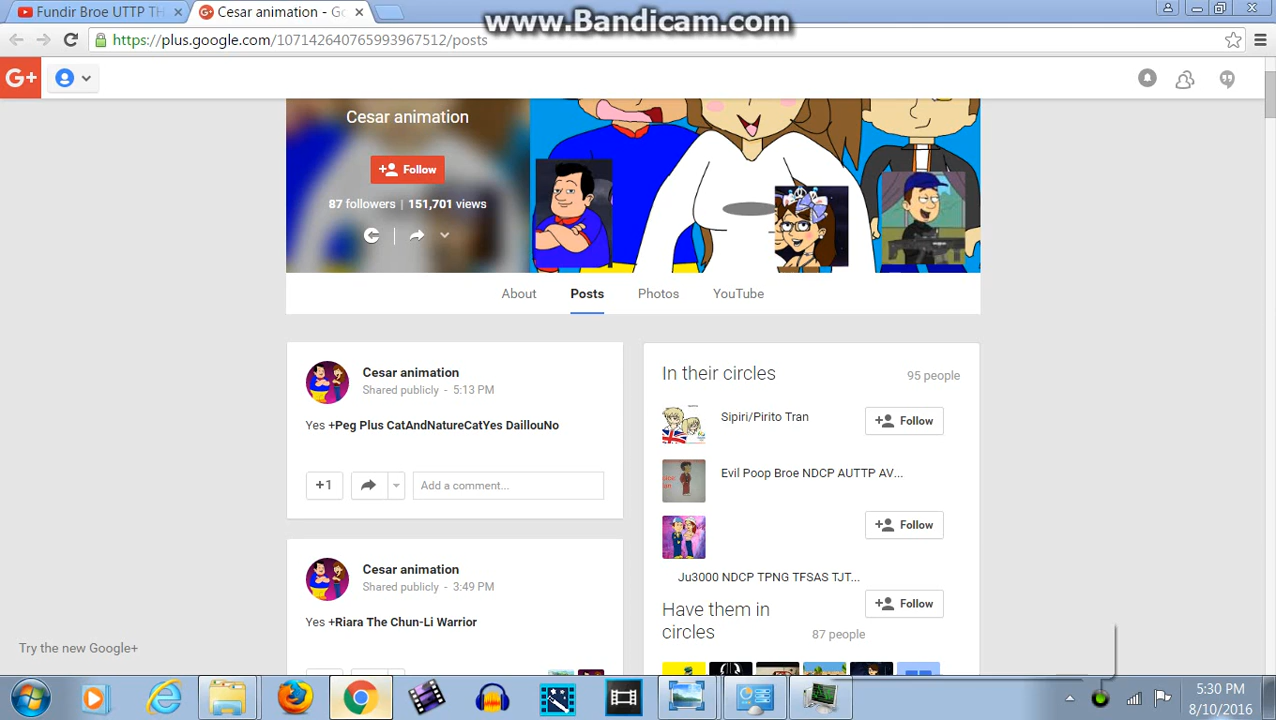 www.Bandicam.com
Fundir Broe UTTP TH
Cesar animation - Go
https://plus.google.com/107142640765993967512/posts
G+
Cesar animation
Follow
87 followers | 151,701 views
About Posts Photos YouTube
Cesar animation
Shared publicly - 5:13 PM
Yes +Peg Plus CatAndNatureCatYes DaillouNo
+1
Add a comment...
Cesar animation
Shared publicly - 3:49 PM
Yes +Riara The Chun-Li Warrior
In their circles
95 people
Sipiri/Pirito Tran
Follow
Evil Poop Broe NDCP AUTTP AV...
Follow
Ju3000 NDCP TPNG TFSAS TJT...
Follow
Have them in
circles
87 people
Try the new Google+
5:30 PM
8/10/2016